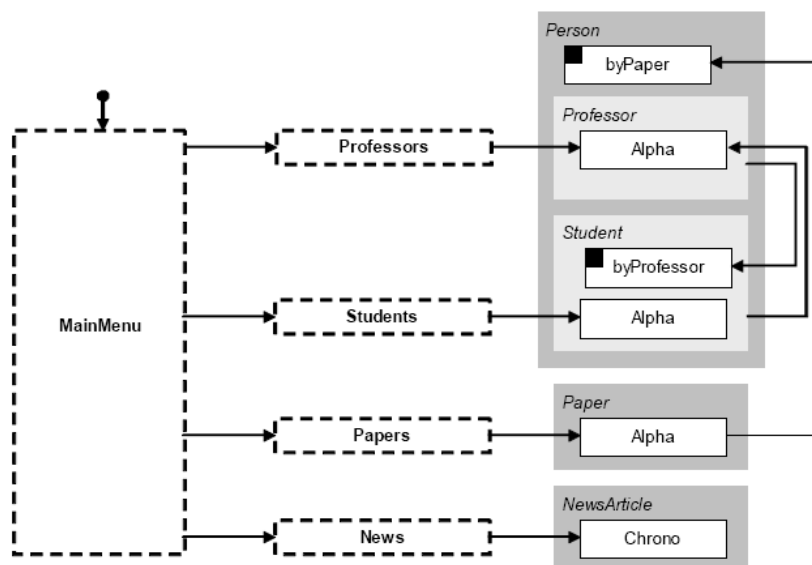 Person
byPaper
Professor
Professors
Alpha
Student
byProfessor
MainMenu
Students
Alpha
Paper
Papers
Alpha
NewsArticle
News
Chrono